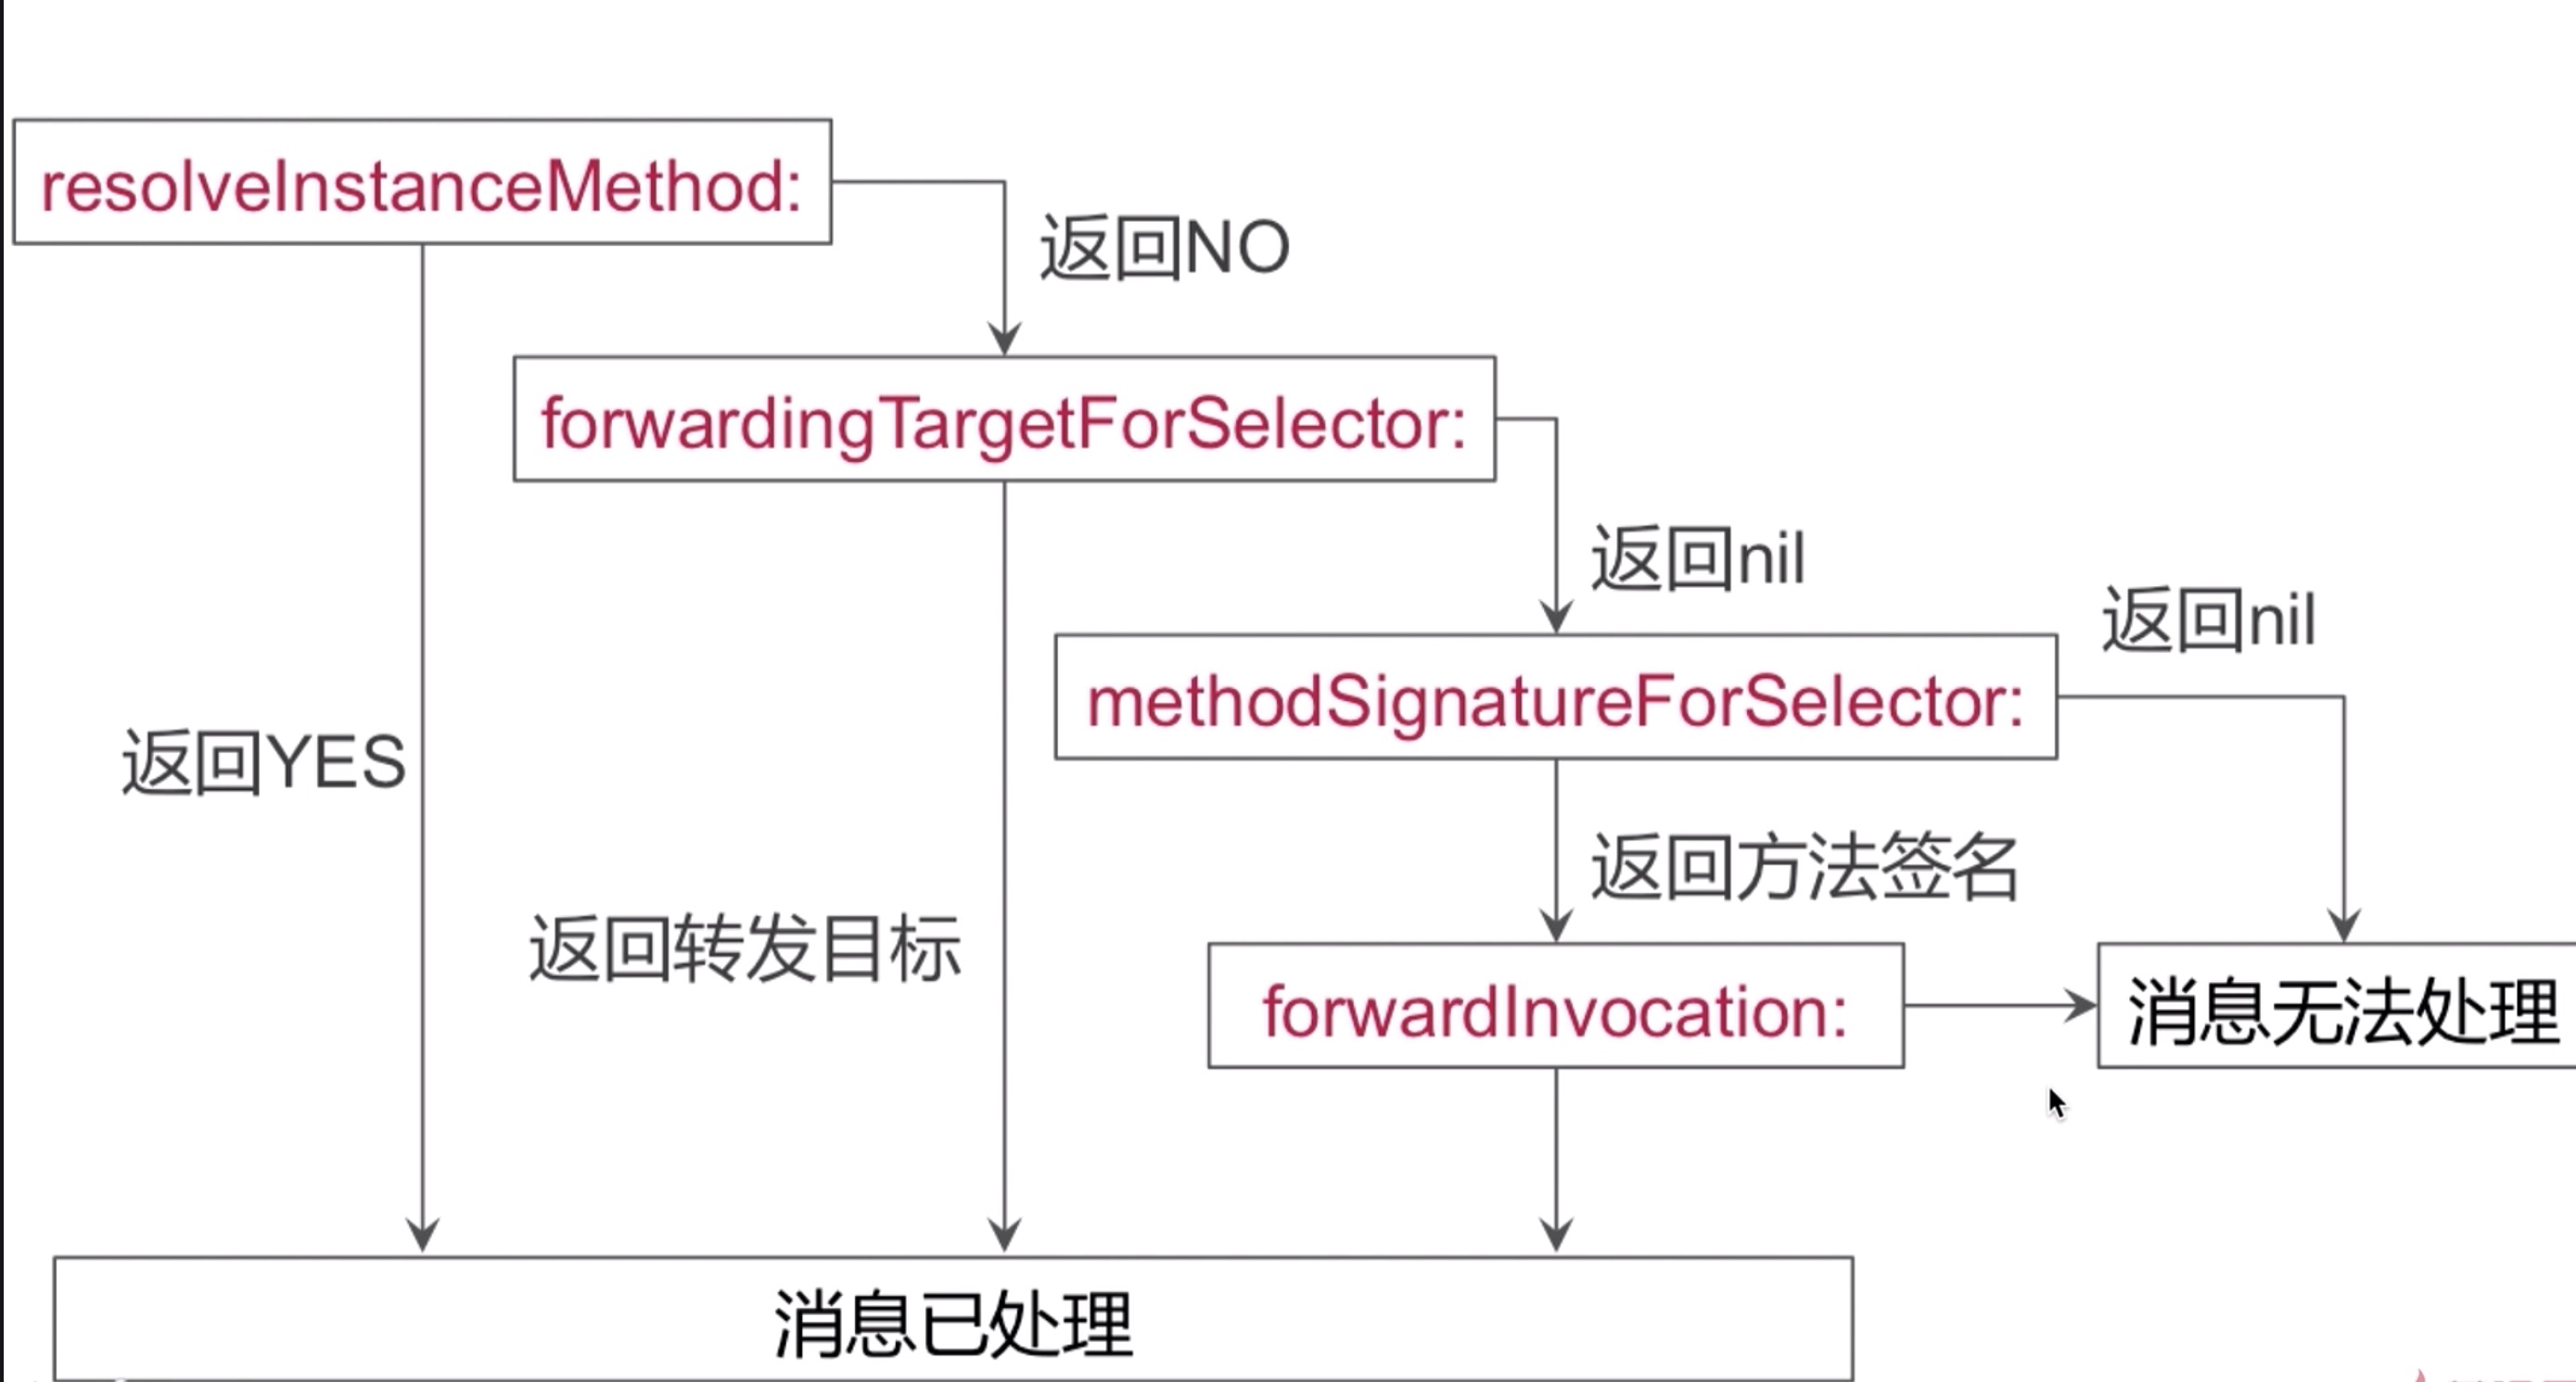 resolveInstanceMethod:
返回NO
forwardingTargetForSelector:
返回nil
返回nil
methodSignatureForSelector:
返回YES
返回方法签名
返回转发目标
forwardInvocation:
消息无法处理
消息已处理